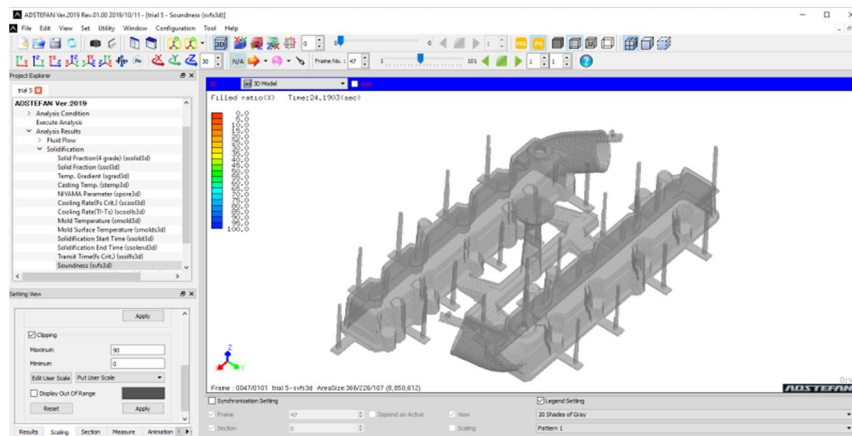 ADSTEFAN Ver.2019 Rev.01.00 2019/10/11 - [trial 5 - Soundness (svfs3d)]
File Edit View Set Utility Window Configuration Tool Help
N/A
Frame No. : 47 1 101
Project Explorer
trial 5
ADSTEFAN Ver.2019
Analysis Condition
Execute Analysis
Analysis Results
Fluid Flow
Solidification
Solid Fraction(4 grade) (ssolid3d)
Solid Fraction (ssol3d)
Temp. Gradient (sgrad3d)
Casting Temp. (stemp3d)
NIYAMA Parameter (spore3d)
Cooling Rate(Fs Crit.) (scool3d)
Cooling Rate(Tl-Ts) (scools3d)
Mold Temperature (smold3d)
Mold Surface Temperature (smolds3d)
Solidification Start Time (ssolst3d)
Solidification End Time (ssolend3d)
Transit Time(fs Crit.) (ssolfs3d)
Soundness (svfs3d)
3D Model
Filled ratio(%) Time:24.1903(sec)
0.0
5.0
10.0
15.0
20.0
25.0
30.0
35.0
40.0
45.0
50.0
55.0
60.0
65.0
70.0
75.0
80.0
85.0
90.0
95.0
100.0
Setting View
Apply
Clipping
Maximum 90
Minimum 0
Edit User Scale Put User Scale
Display Out Of Range
Reset Apply
Results Scaling Section Measure Animation
Z
ADSTEFAN
Frame : 0047/0101 trial 5-svfs3d AreaSize:366/226/107 (8,850,612)
Synchronization Setting Legend Setting
Frame 47 Depend on Active View 20 Shades of Gray
Section 0 Scaling Pattern 1